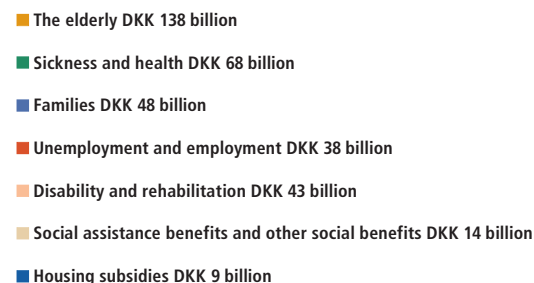 The elderly DKK 138 billion
Sickness and health DKK 68 billion
Families DKK 48 billion
Unemployment and employment DKK 38 billion
Disability and rehabilitation DKK 43 billion
Social assistance benefits and other social benefits DKK 14 billion
Housing subsidies DKK 9 billion